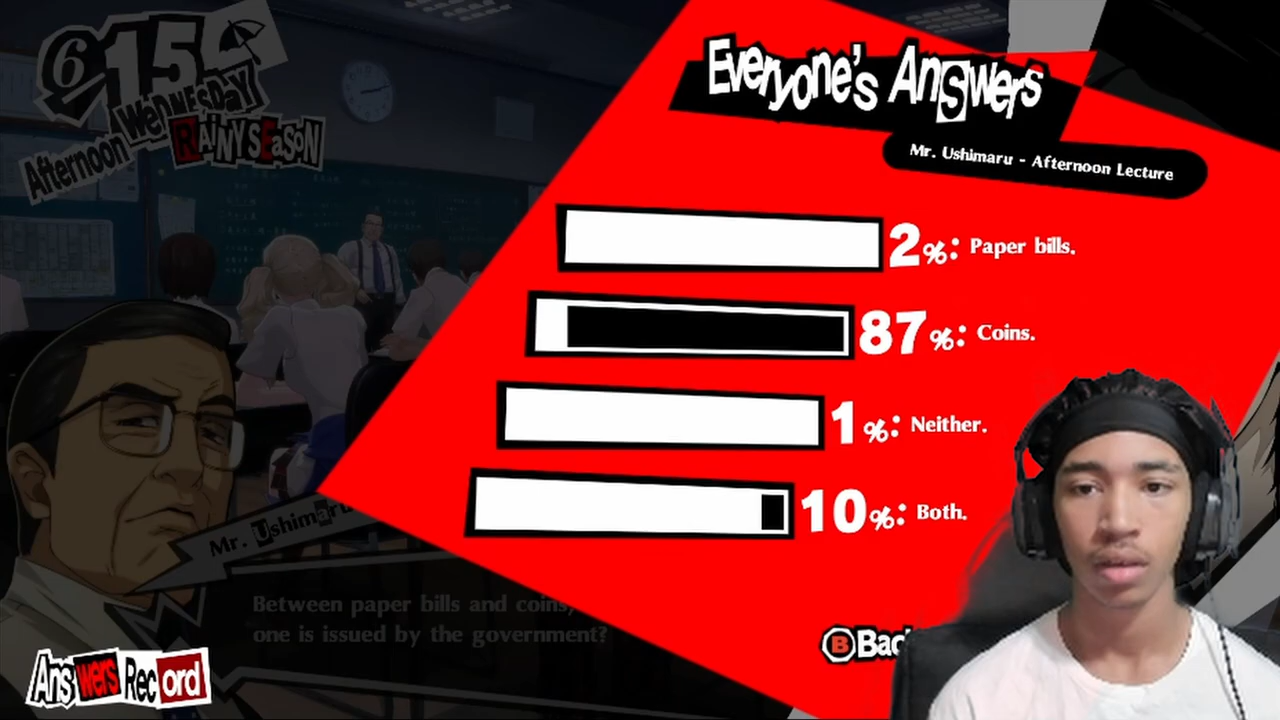 6/15
Wednesday
Afternoon
Rainy Season
Everyone's Answers
Mr. Ushimaru - Afternoon Lecture
2%: Paper bills.
87%: Coins.
1%: Neither.
10%: Both.
Mr. Ushimaru
Between paper bills and coins,
one is issued by the government?
B Back
Answers Record